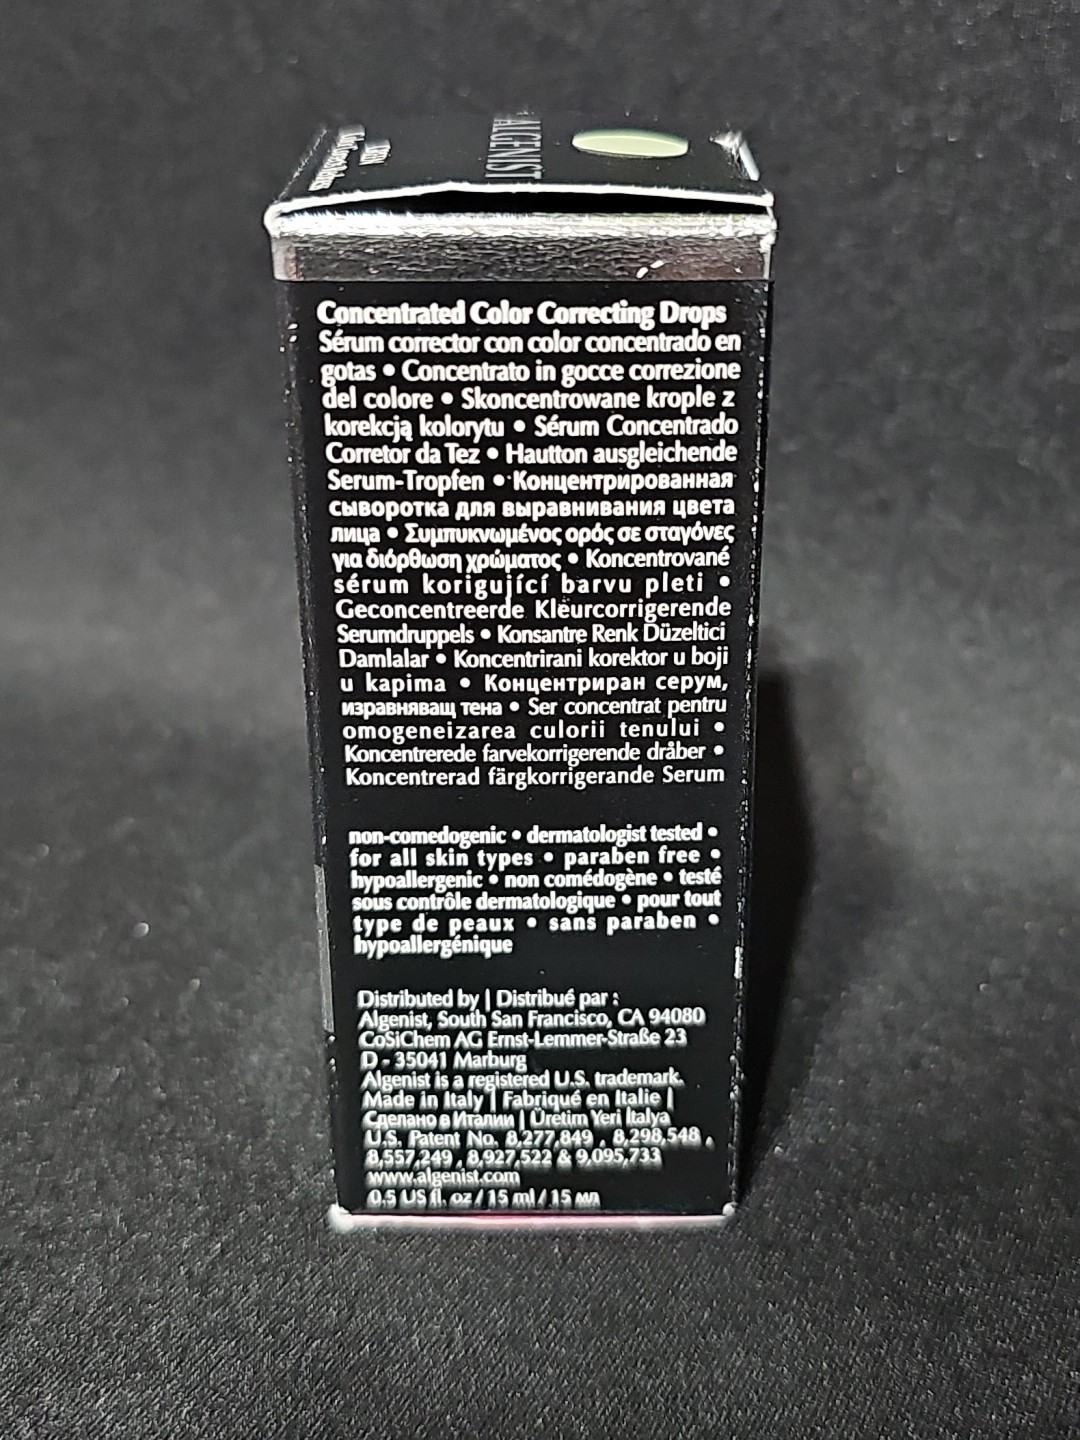 ALGENIST
Concentrated Color Correcting Drops
Sérum corrector con color concentrado en
gotas • Concentrato in gocce correzione
del colore • Skoncentrowane krople z
korekcją kolorytu • Sérum Concentrado
Corretor da Tez • Hautton ausgleichende
Serum-Tropfen • Концентрированная
сыворотка для выравнивания цвета
лица • Συμπυκνωμένος ορός σε σταγόνες
για διόρθωση χρώματος • Koncentrované
sérum korigující barvu pleti •
Geconcentreerde Kleurcorrigerende
Serumdruppels • Konsantre Renk Düzeltici
Damlalar • Koncentrirani korektor u boji
u kapima • Концентриран серум,
изравняващ тена • Ser concentrat pentru
omogeneizarea culorii tenului •
Koncentrerede farvekorrigerende dråber •
Koncentrerad färgkorrigerande Serum
non-comedogenic • dermatologist tested •
for all skin types • paraben free •
hypoallergenic • non comédogène • testé
sous contrôle dermatologique • pour tout
type de peaux • sans paraben •
hypoallergénique
Distributed by | Distribué par :
Algenist, South San Francisco, CA 94080
CoSiChem AG Ernst-Lemmer-Straße 23
D - 35041 Marburg
Algenist is a registered U.S. trademark.
Made in Italy | Fabriqué en Italie |
Сделано в Италии | Üretim Yeri İtalya
U.S. Patent No. 8,277,849 , 8,298,548 ,
8,557,249 , 8,927,522 & 9,095,733
www.algenist.com
0.5 US fl. oz / 15 ml / 15 мл